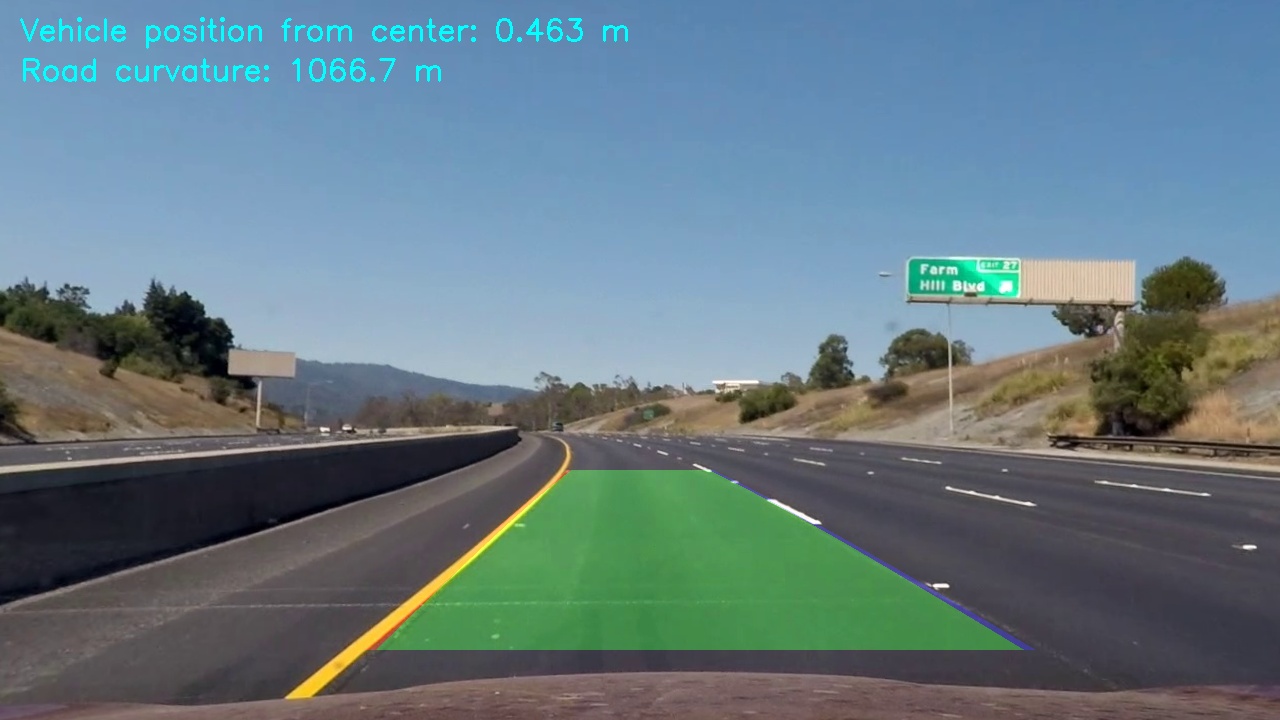 Vehicle position from center: 0.463 m
Road curvature: 1066.7 m
EXIT 27
Farm
Hill Blvd